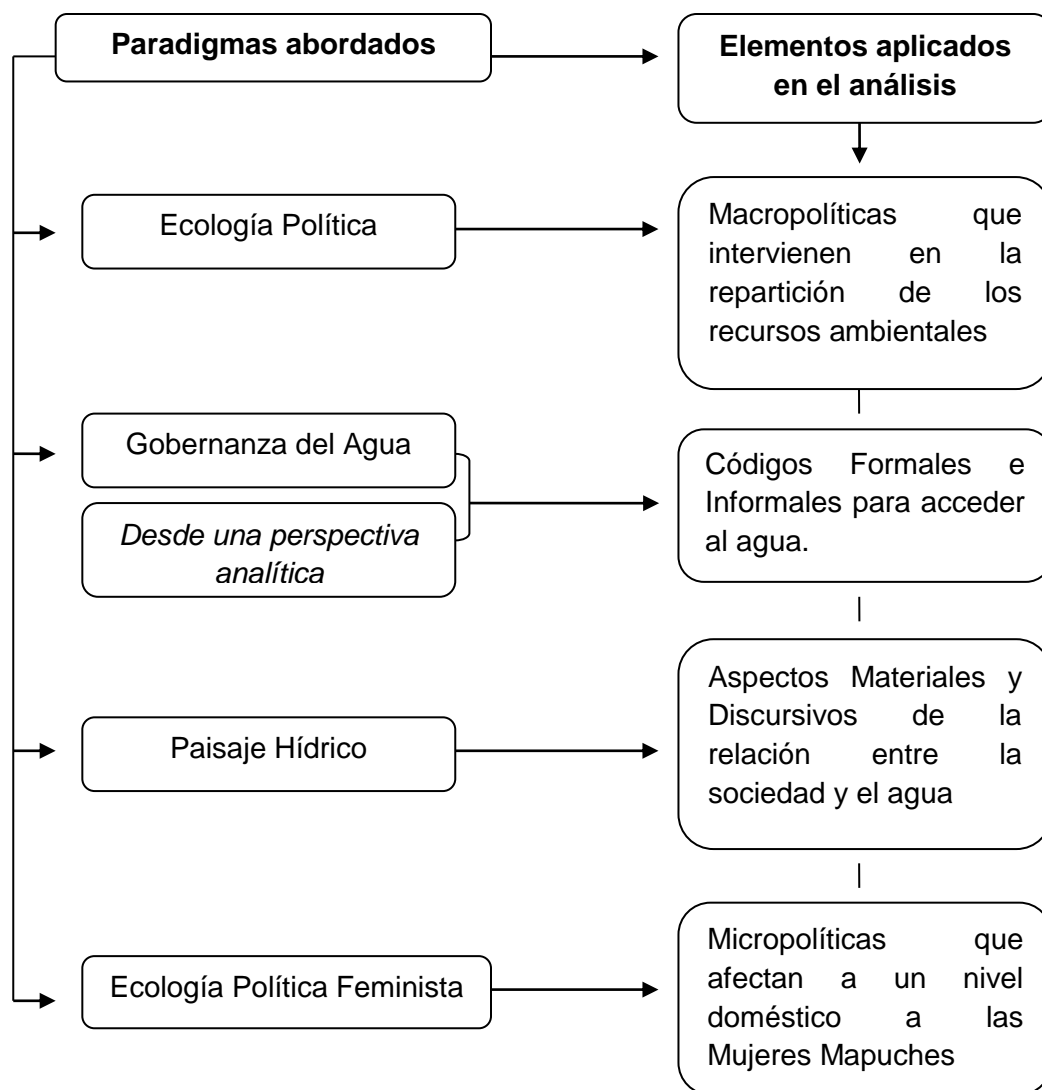 Paradigmas abordados
Elementos aplicados
en el análisis
Ecología Política
Macropolíticas que
intervienen en la
repartición de los
recursos ambientales
Gobernanza del Agua
Desde una perspectiva
analítica
Códigos Formales e
Informales para acceder
al agua.
Paisaje Hídrico
Aspectos Materiales y
Discursivos de la
relación entre la
sociedad y el agua
Ecología Política Feminista
Micropolíticas que
afectan a un nivel
doméstico a las
Mujeres Mapuches